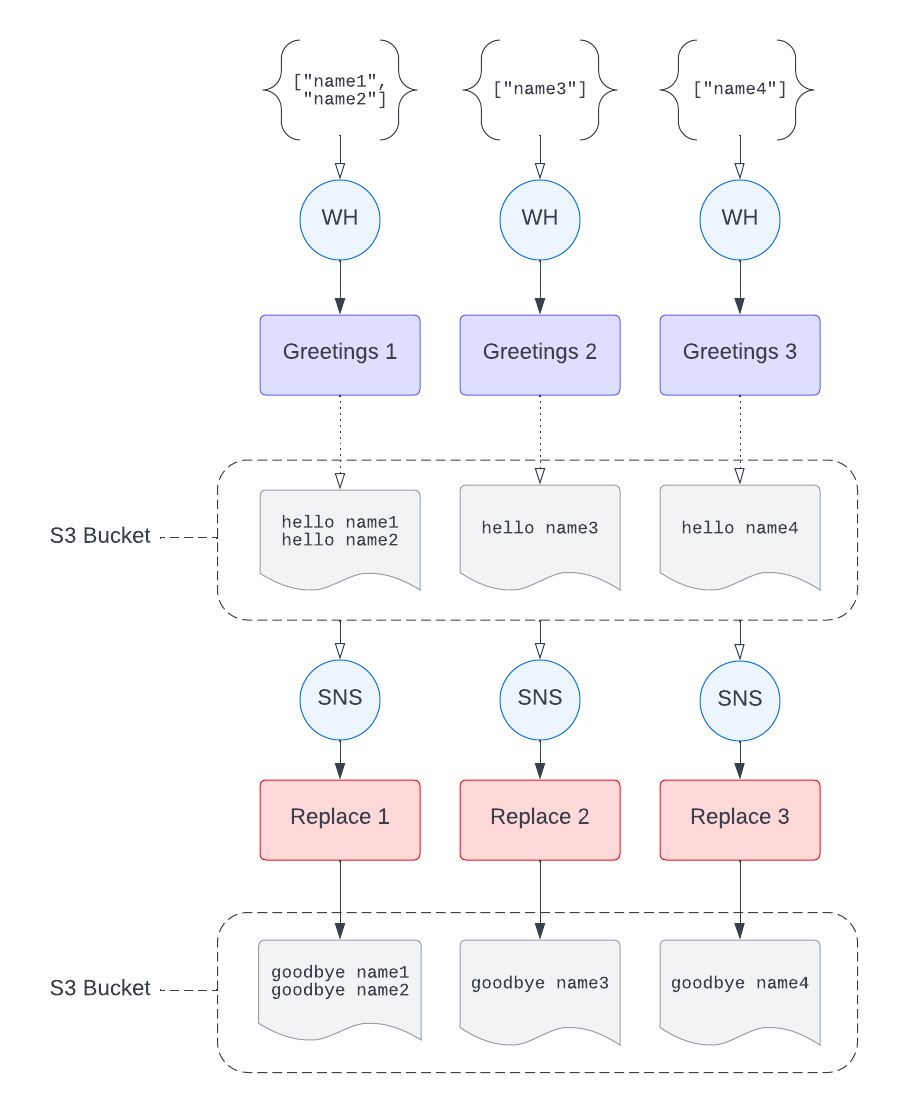 ["name1",
"name2"]
["name3"]
["name4"]
WH
WH
WH
Greetings 1
Greetings 2
Greetings 3
S3 Bucket
hello name1
hello name2
hello name3
hello name4
SNS
SNS
SNS
Replace 1
Replace 2
Replace 3
S3 Bucket
goodbye name1
goodbye name2
goodbye name3
goodbye name4